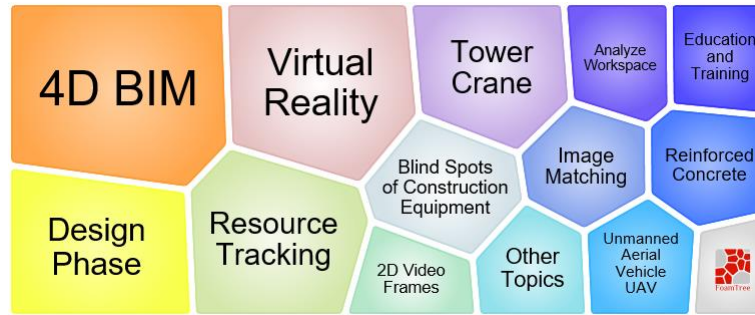 4D BIM
Virtual
Reality
Tower
Crane
Analyze
Workspace
Education
and
Training
Design
Phase
Resource
Tracking
Blind Spots
of Construction
Equipment
Image
Matching
Reinforced
Concrete
2D Video
Frames
Other
Topics
Unmanned
Aerial
Vehicle
UAV
FoamTree